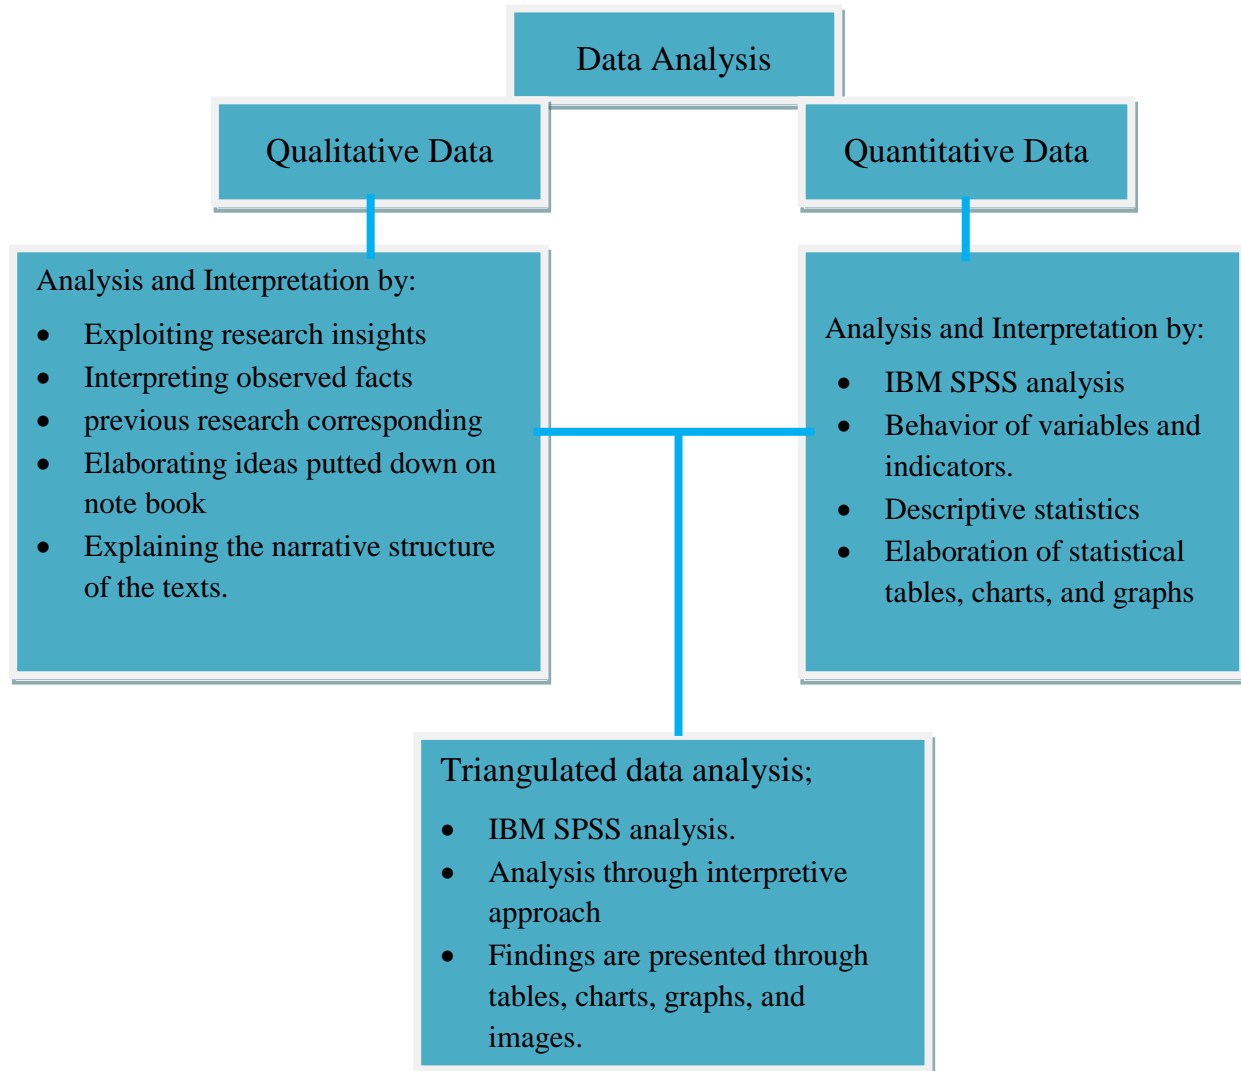 Data Analysis
Qualitative Data
Quantitative Data
Analysis and Interpretation by:
• Exploiting research insights
• Interpreting observed facts
• previous research corresponding
• Elaborating ideas putted down on
note book
• Explaining the narrative structure
of the texts.
Analysis and Interpretation by:
• IBM SPSS analysis
• Behavior of variables and
indicators.
• Descriptive statistics
• Elaboration of statistical
tables, charts, and graphs
Triangulated data analysis;
• IBM SPSS analysis.
• Analysis through interpretive
approach
• Findings are presented through
tables, charts, graphs, and
images.